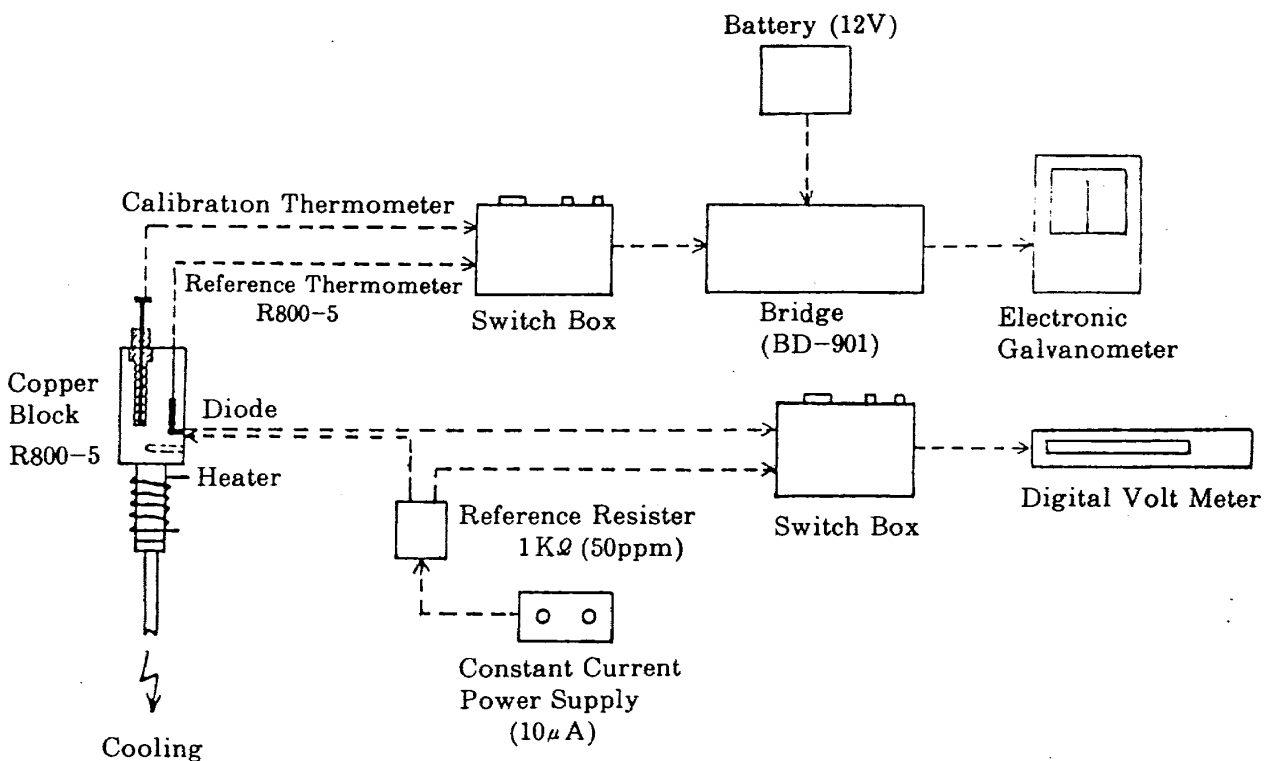 Battery (12V)
Calibration Thermometer
Reference Thermometer
R800-5
Switch Box
Bridge
(BD-901)
Electronic
Galvanometer
Copper
Block
R800-5
Diode
Heater
Reference Resister
1KΩ (50ppm)
Switch Box
Digital Volt Meter
Constant Current
Power Supply
(10μA)
Cooling